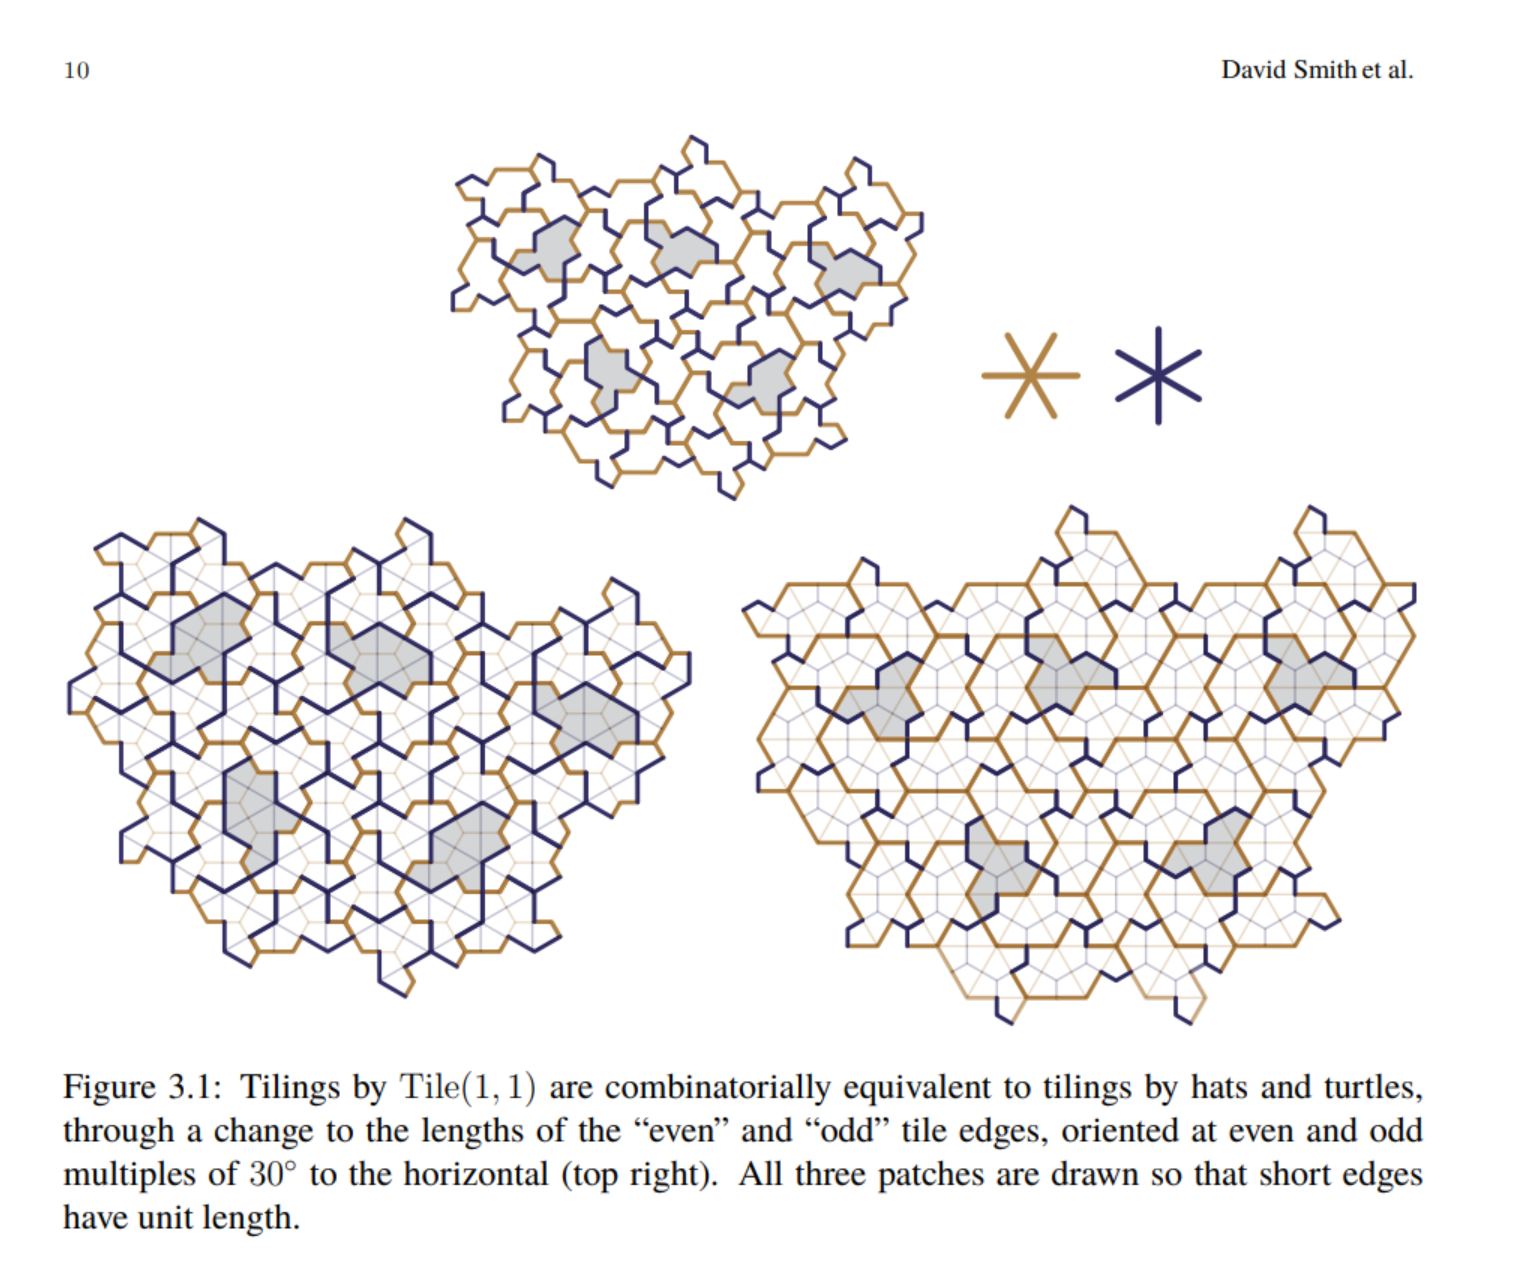 10
David Smith et al.
Figure 3.1: Tilings by Tile(1, 1) are combinatorially equivalent to tilings by hats and turtles,
through a change to the lengths of the “even” and “odd” tile edges, oriented at even and odd
multiples of 30° to the horizontal (top right). All three patches are drawn so that short edges
have unit length.